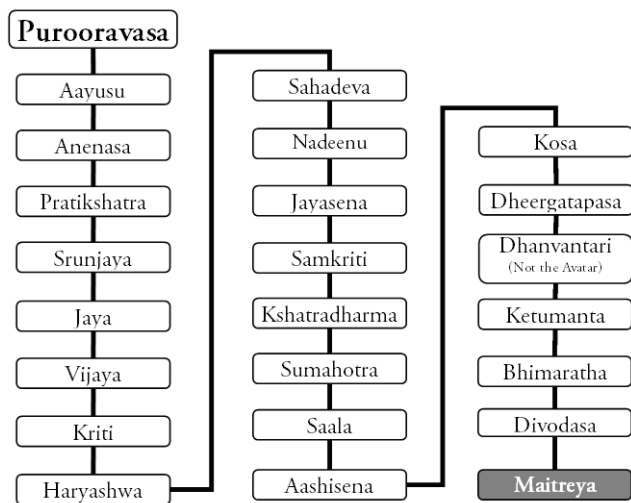 Purooravasa
Aayusu
Anenasa
Pratikshatra
Srunjaya
Jaya
Vijaya
Kriti
Haryashwa
Sahadeva
Nadeenu
Jayasena
Samkriti
Kshatradharma
Sumahotra
Saala
Aashisena
Kosa
Dheergatapasa
Dhanvantari
(Not the Avatar)
Ketumanta
Bhimaratha
Divodasa
Maitreya